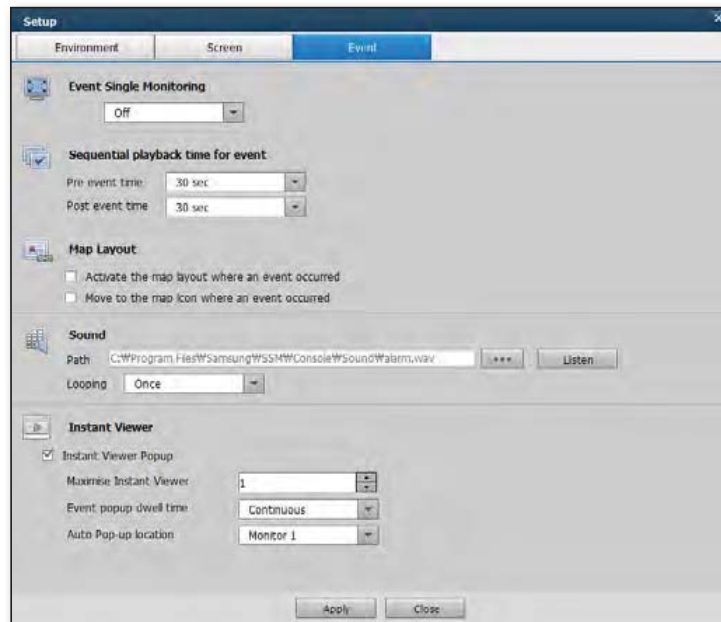 Setup
Environment Screen Event
Event Single Monitoring
Off
Sequential playback time for event
Pre event time 30 sec
Post event time 30 sec
Map Layout
Activate the map layout where an event occurred
Move to the map icon where an event occurred
Sound
Path C:₩Program Files₩Samsung₩SSM₩Console₩Sound₩alarm.wav ••• Listen
Looping Once
Instant Viewer
Instant Viewer Popup
Maximise Instant Viewer 1
Event popup dwell time Continuous
Auto Pop-up location Monitor 1
Apply Close